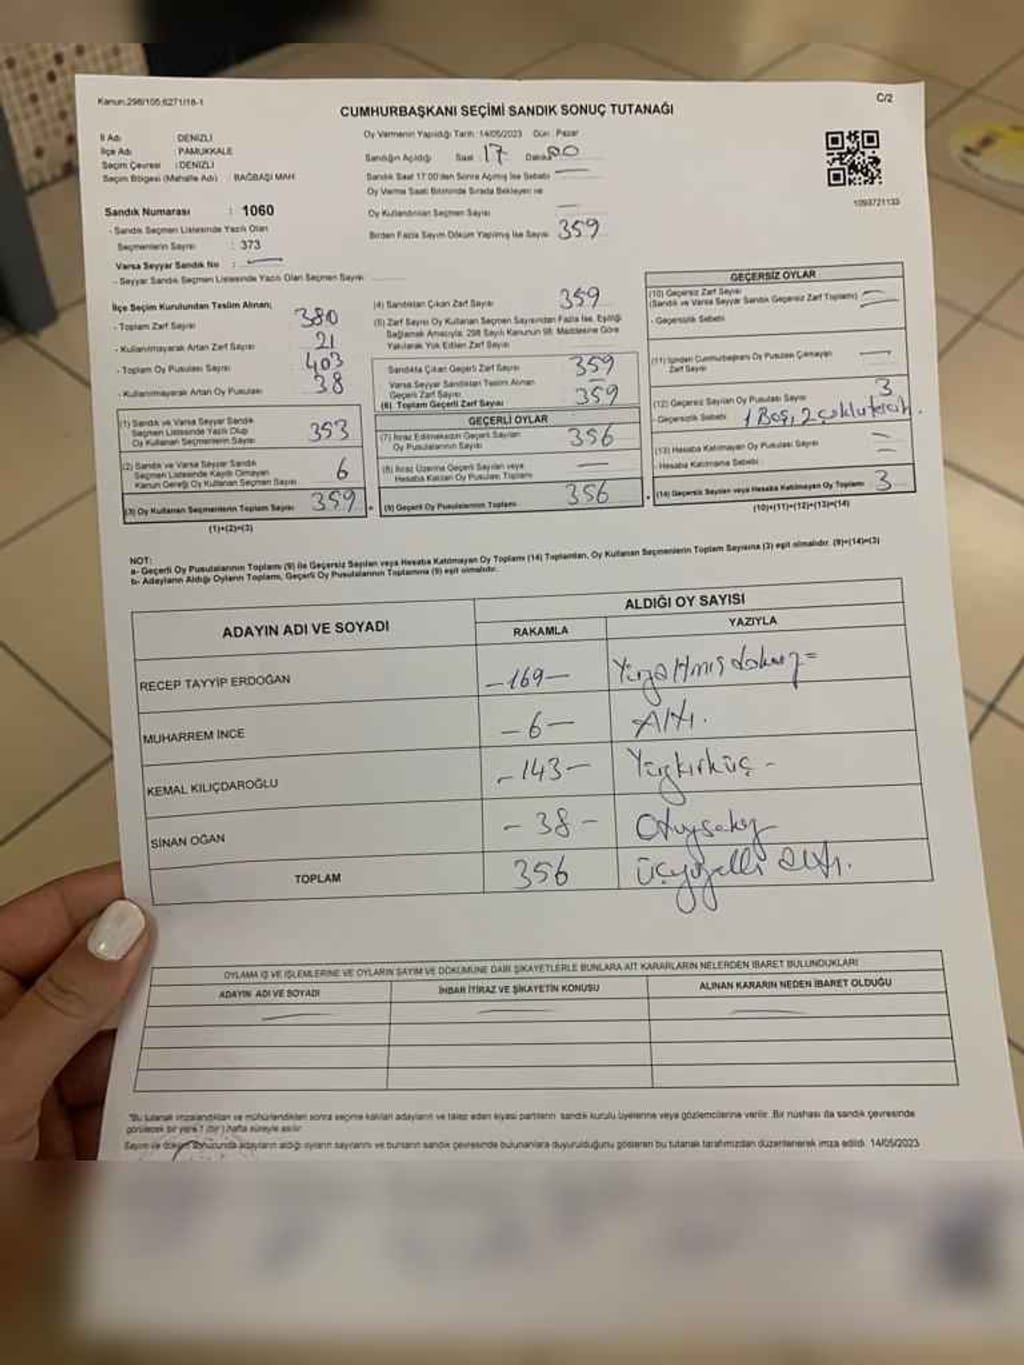 Kanun:298/105;6271/18-1
C/2
CUMHURBAŞKANI SEÇİMİ SANDIK SONUÇ TUTANAĞI
İl Adı : DENİZLİ
İlçe Adı : PAMUKKALE
Seçim Çevresi : DENİZLİ
Seçim Bölgesi (Mahalle Adı) : BAĞBAŞI MAH
Oy Vermenin Yapıldığı Tarih : 14/05/2023 Gün : Pazar
Sandığın Açıldığı Saat 17 Dakika 00
Sandık Saat 17:00'den Sonra Açılmış İse Sebebi
Oy Verme Saati Bitiminde Sırada Bekleyen ve
Oy Kullandırılan Seçmen Sayısı
Birden Fazla Sayım Döküm Yapılmış İse Sayısı 359
1093721133
Sandık Numarası : 1060
- Sandık Seçmen Listesinde Yazılı Olan
Seçmenlerin Sayısı : 373
Varsa Seyyar Sandık No :
- Seyyar Sandık Seçmen Listesinde Yazılı Olan Seçmen Sayısı
İlçe Seçim Kurulundan Teslim Alınan;
- Toplam Zarf Sayısı 380
- Kullanılmayarak Artan Zarf Sayısı 21
- Toplam Oy Pusulası Sayısı 403
- Kullanılmayarak Artan Oy Pusulası 38
(1) Sandık ve Varsa Seyyar Sandık
Seçmen Listesinde Yazılı Olup
Oy Kullanan Seçmenlerin Sayısı 353
(2) Sandık ve Varsa Seyyar Sandık
Seçmen Listesinde Kayıtlı Olmayan
Kanun Gereği Oy Kullanan Seçmen Sayısı 6
(3) Oy Kullanan Seçmenlerin Toplam Sayısı 359
(1)+(2)=(3)
(4) Sandıktan Çıkan Zarf Sayısı 359
(5) Zarf Sayısı Oy Kullanan Seçmen Sayısından Fazla İse, Eşitliği
Sağlamak Amacıyla, 298 Sayılı Kanunun 98. Maddesine Göre
Yakılarak Yok Edilen Zarf Sayısı
Sandıkta Çıkan Geçerli Zarf Sayısı 359
Varsa Seyyar Sandıktan Teslim Alınan
Geçerli Zarf Sayısı
(6) Toplam Geçerli Zarf Sayısı 359
GEÇERLİ OYLAR
(7) İtiraz Edilmeksizin Geçerli Sayılan
Oy Pusulalarının Sayısı 356
(8) İtiraz Üzerine Geçerli Sayılan veya
Hesaba Katılan Oy Pusulası Toplamı
(9) Geçerli Oy Pusulalarının Toplamı 356
GEÇERSİZ OYLAR
(10) Geçersiz Zarf Sayısı
(Sandık ve Varsa Seyyar Sandık Geçersiz Zarf Toplamı)
- Geçersizlik Sebebi
(11) İçinden Cumhurbaşkanı Oy Pusulası Çıkmayan
Zarf Sayısı
(12) Geçersiz Sayılan Oy Pusulası Sayısı 3
- Geçersizlik Sebebi 1 Boş, 2 çoklu tercih.
(13) Hesaba Katılmayan Oy Pusulası Sayısı
- Hesaba Katılmama Sebebi :
(14) Geçersiz Sayılan veya Hesaba Katılmayan Oy Toplamı 3
(10)+(11)+(12)+(13)=(14)
NOT:
a- Geçerli Oy Pusulalarının Toplamı (9) ile Geçersiz Sayılan veya Hesaba Katılmayan Oy Toplamı (14) Toplamları, Oy Kullanan Seçmenlerin Toplam Sayısına (3) eşit olmalıdır. (9)+(14)=(3)
b- Adayların Aldığı Oyların Toplamı, Geçerli Oy Pusulalarının Toplamına (9) eşit olmalıdır.
ADAYIN ADI VE SOYADI
ALDIĞI OY SAYISI
RAKAMLA YAZIYLA
RECEP TAYYİP ERDOĞAN -169- Yüzaltmışdokuz=
MUHARREM İNCE -6- Altı.
KEMAL KILIÇDAROĞLU -143- Yüzkırküç -
SİNAN OĞAN -38- Otuzsekiz
TOPLAM 356 üçyüzelli altı.
OYLAMA İŞ VE İŞLEMLERİNE VE OYLARIN SAYIM VE DÖKÜMÜNE DAİR ŞİKAYETLERLE BUNLARA AİT KARARLARIN NELERDEN İBARET BULUNDUKLARI
ADAYIN ADI VE SOYADI İHBAR İTİRAZ VE ŞİKAYETİN KONUSU ALINAN KARARIN NEDEN İBARET OLDUĞU
"Bu tutanak imzalandıktan ve mühürlendikten sonra seçime katılan adayların ve talep eden siyasi partilerin sandık kurulu üyelerine veya gözlemcilerine verilir. Bir nüshası da sandık çevresinde
görülecek bir yere 1 (bir) hafta süreyle asılır.
Sayım ve döküm sonucunda adayların aldığı oyların sayılarını ve bunların sandık çevresinde bulunanlara duyurulduğunu gösteren bu tutanak tarafımızdan düzenlenerek imza edildi. 14/05/2023